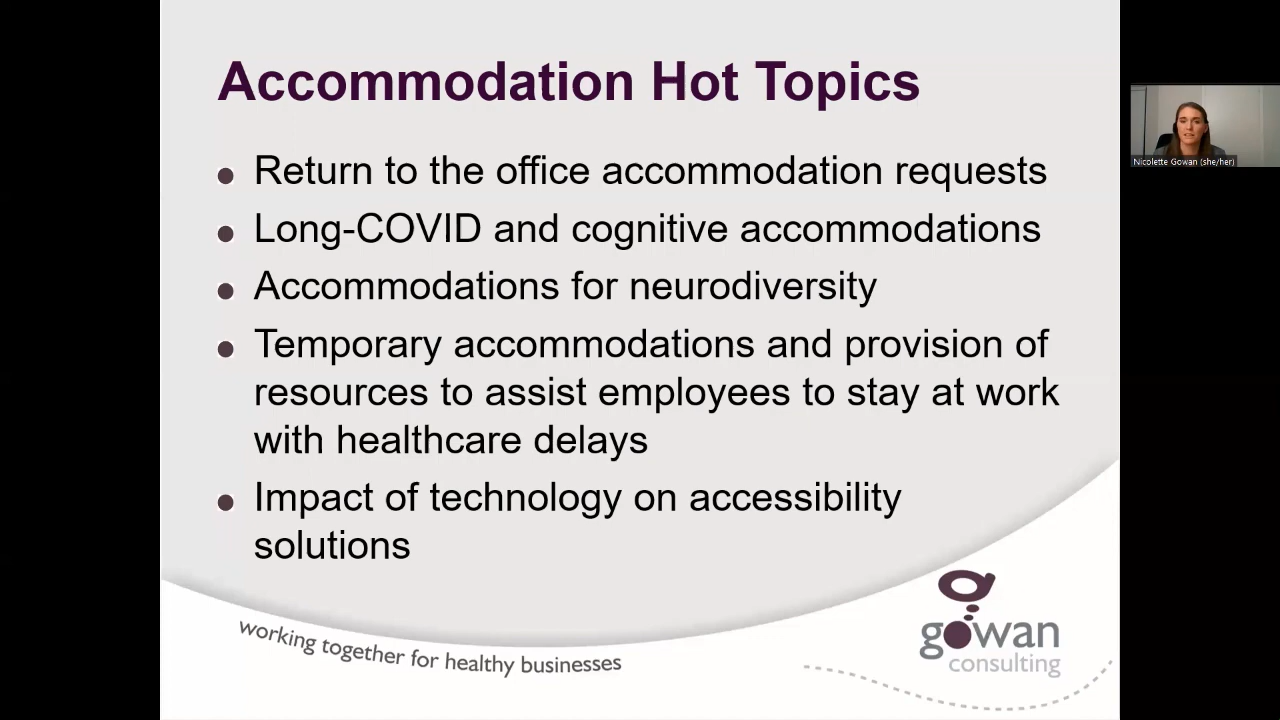 Accommodation Hot Topics
Return to the office accommodation requests
Long-COVID and cognitive accommodations
Accommodations for neurodiversity
Temporary accommodations and provision of
resources to assist employees to stay at work
with healthcare delays
Impact of technology on accessibility
solutions
working together for healthy businesses
gowan
consulting
Nicolette Gowan (she/her)